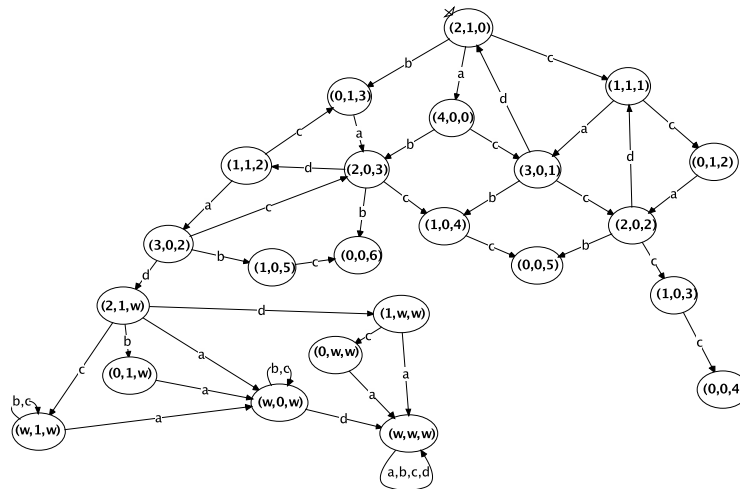 (2,1,0)
b
a
c
(0,1,3)
(1,1,1)
d
(4,0,0)
c
a
b
c
a
c
(1,1,2)
d
(2,0,3)
(3,0,1)
d
(0,1,2)
a
c
b
c
b
c
a
(3,0,2)
b
(1,0,5)
c
(0,0,6)
(1,0,4)
c
(0,0,5)
b
(2,0,2)
d
c
(2,1,w)
d
(1,w,w)
(1,0,3)
c
b
a
(0,w,w)
c
a
c
(0,1,w)
a
b,c
a
(0,0,4
b,c
(w,1,w)
a
(w,0,w)
d
(w,w,w)
a,b,c,d